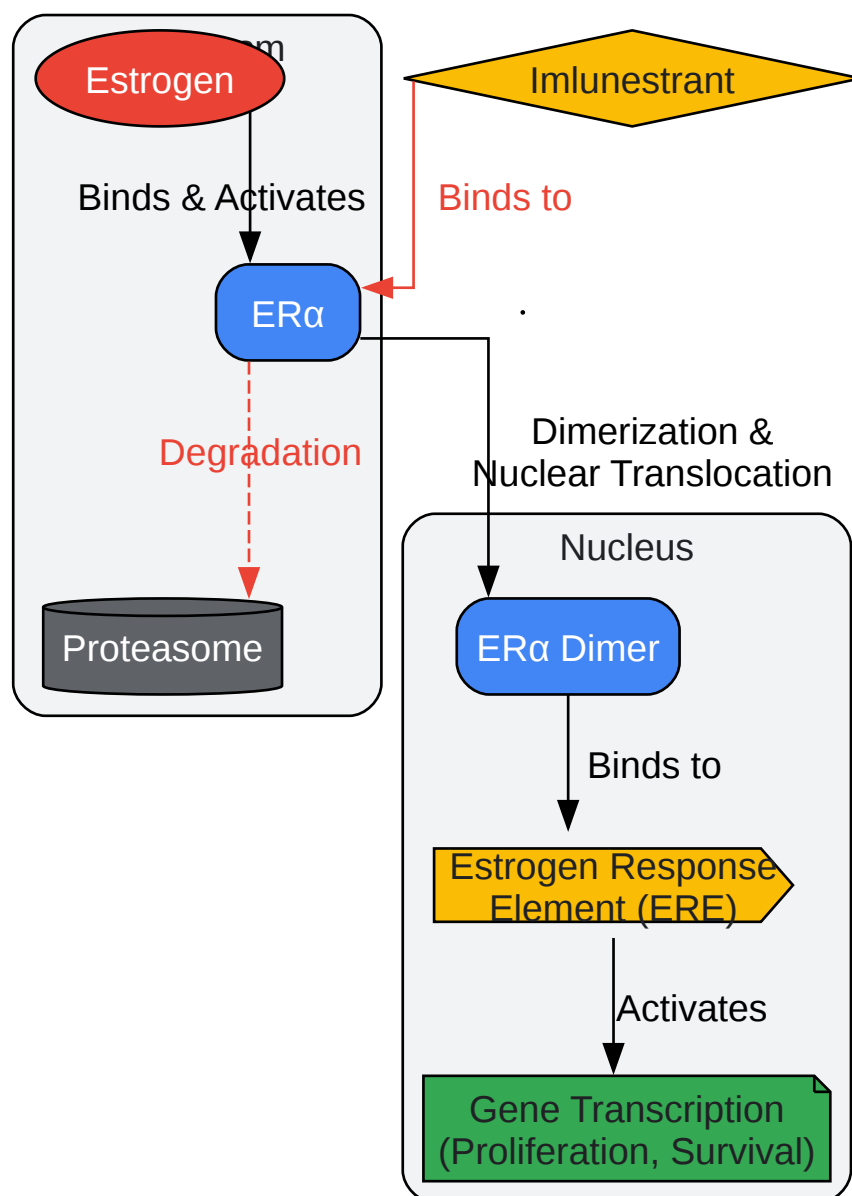 Estrogen
Imlunestrant
Binds & Activates
Binds to
ERα
Degradation
Dimerization &
Nuclear Translocation
Nucleus
Proteasome
ERα Dimer
Binds to
Estrogen Response
Element (ERE)
Activates
Gene Transcription
(Proliferation, Survival)